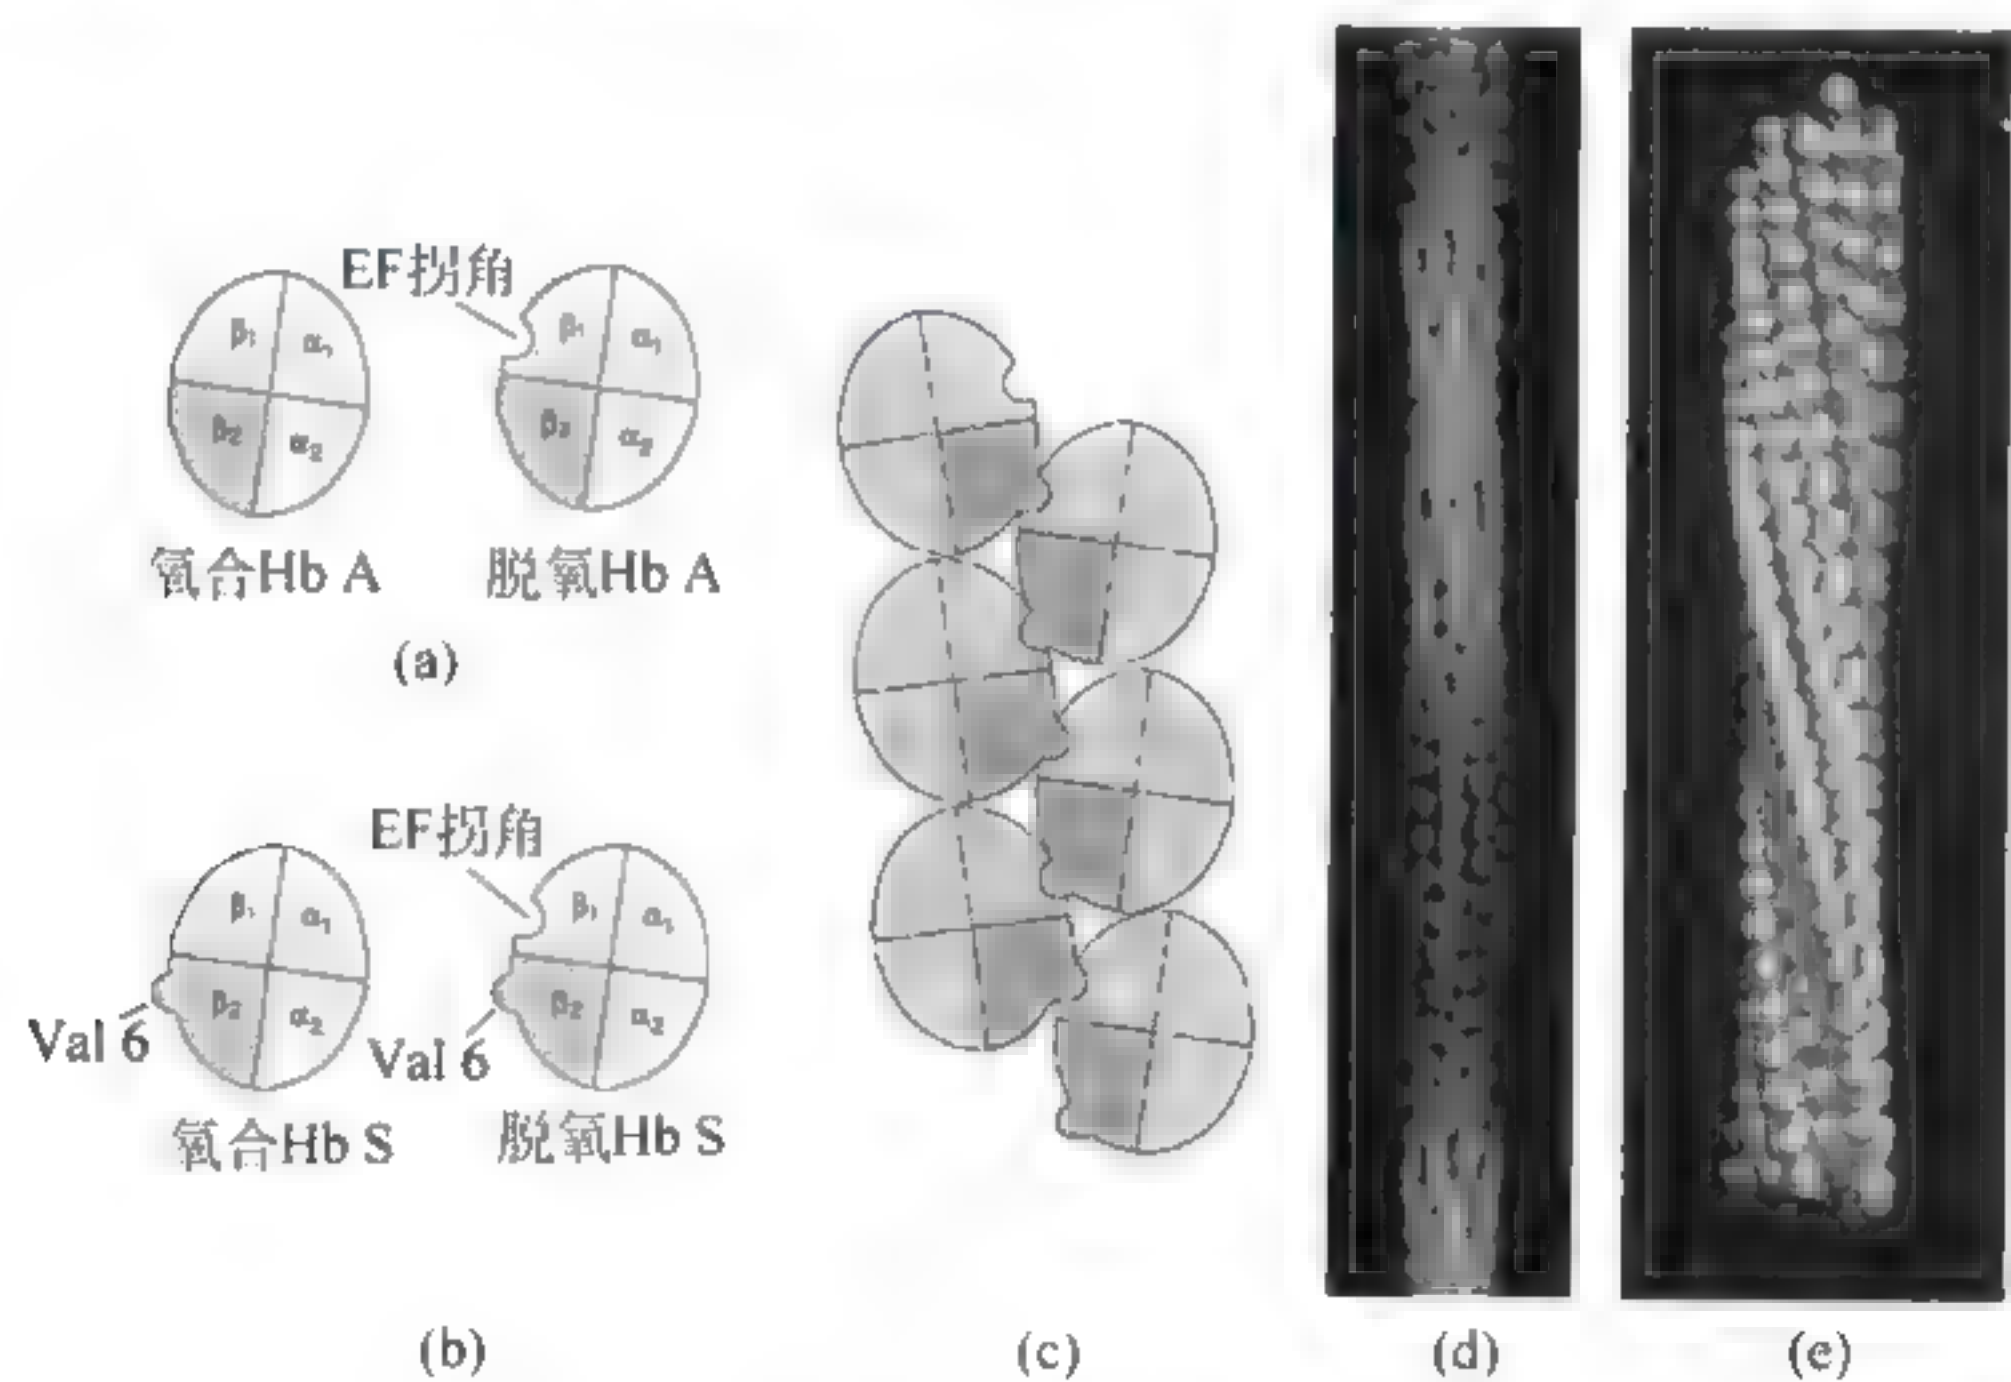 EF拐角
β₁ α₁
β₂ α₂
β₁ α₁
β₂ α₂
氧合Hb A 脱氧Hb A
(a)
EF拐角
β₁ α₁
β₂ α₂
β₁ α₁
β₂ α₂
Val 6 Val 6
氧合Hb S 脱氧Hb S
(b) (c) (d) (e)